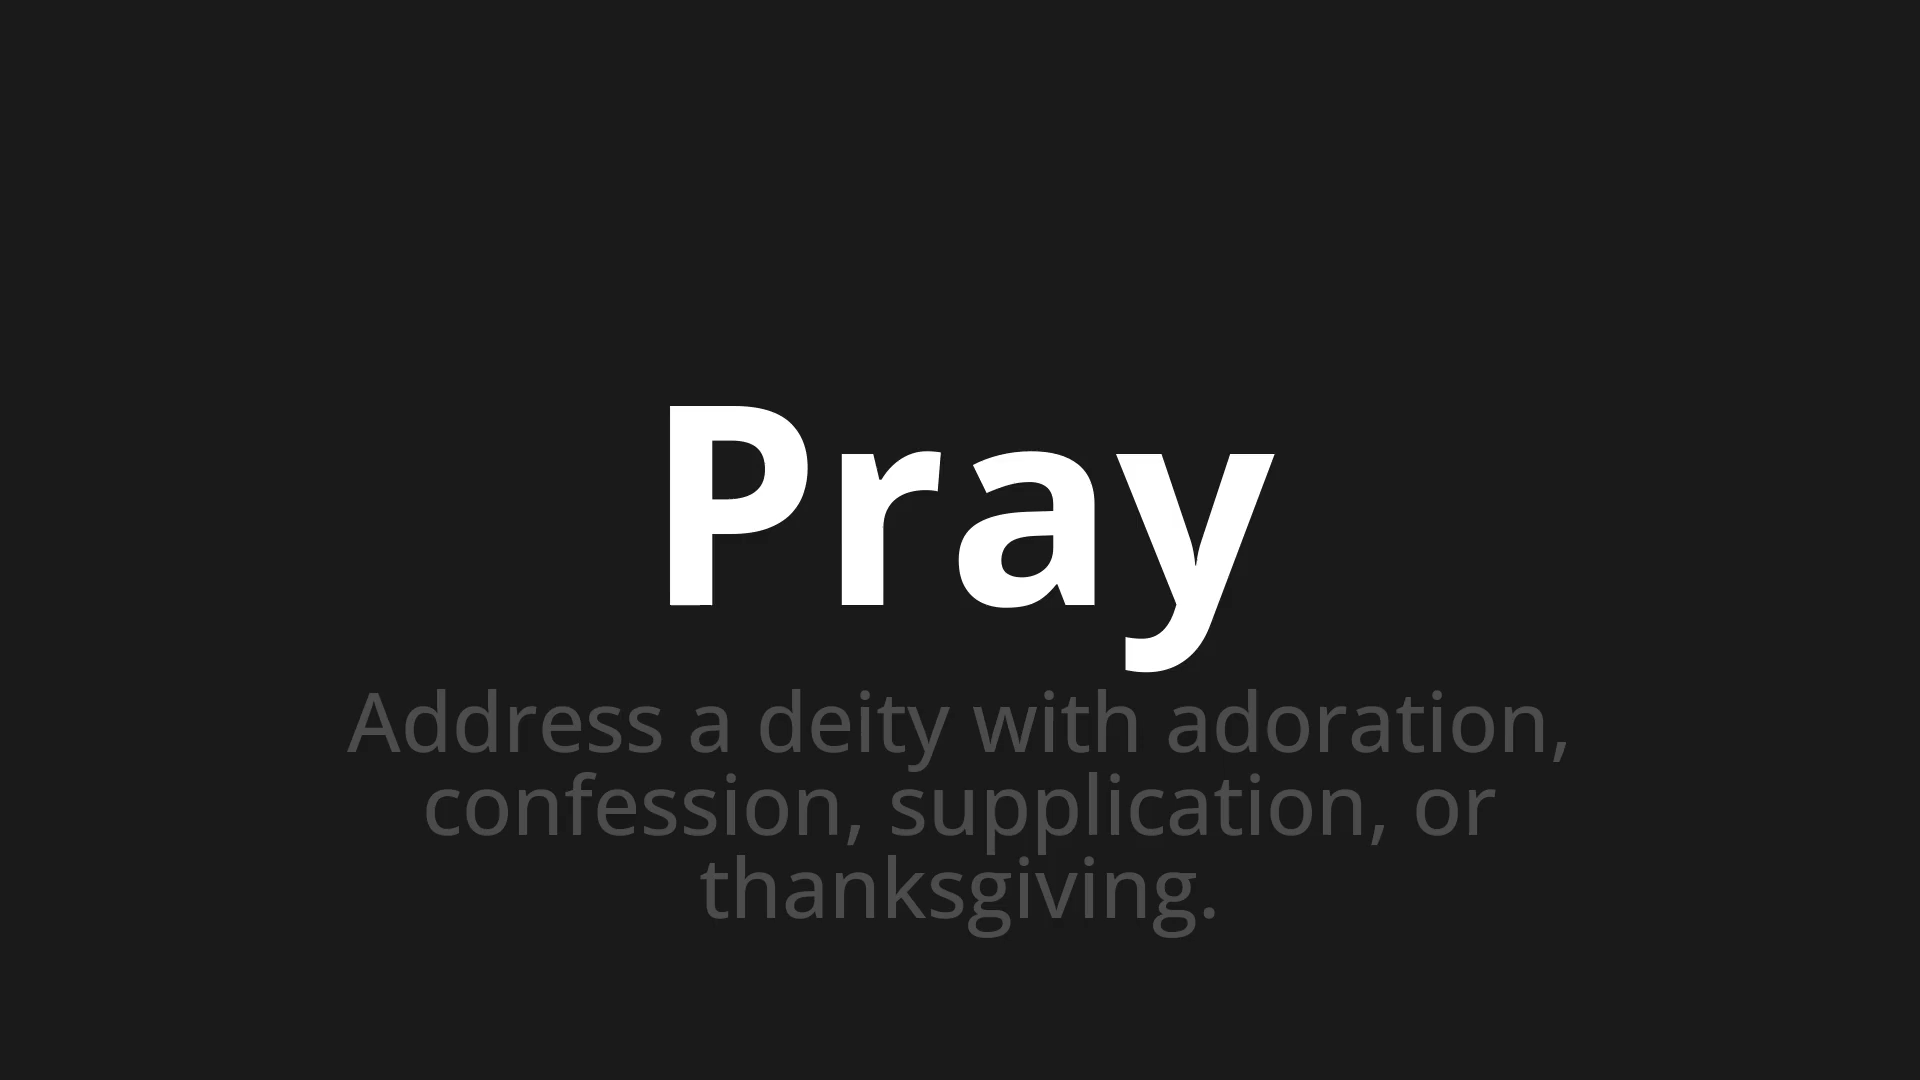 Pray
Address a deity with adoration,
confession, supplication, or
thanksgiving.